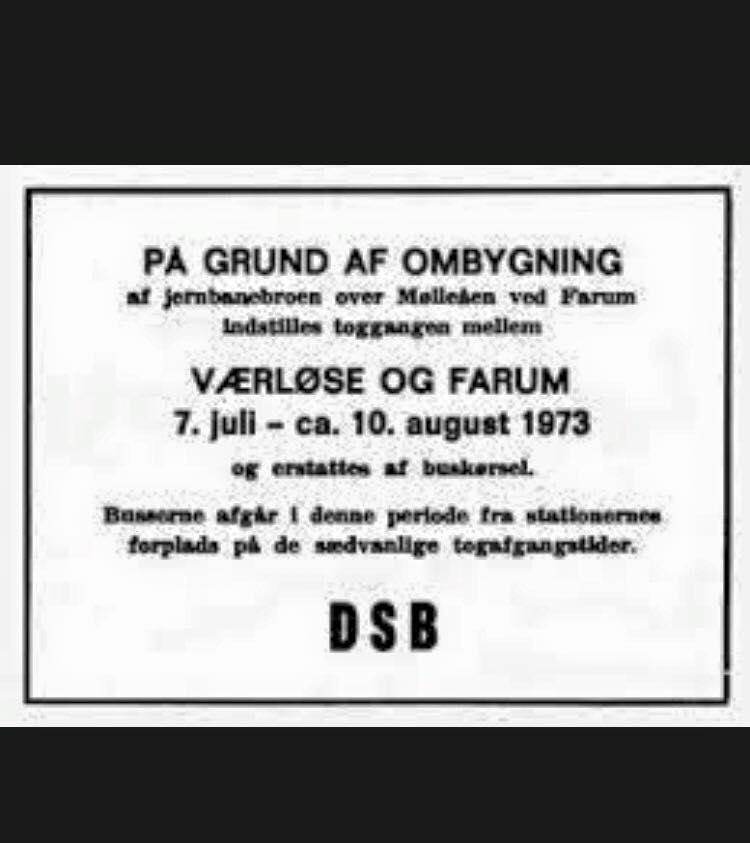 PÅ GRUND AF OMBYGNING
af jernbanebroen over Mølleåen ved Farum
indstilles toggangen mellem
VÆRLØSE OG FARUM
7. juli – ca. 10. august 1973
og erstattes af buskørsel.
Busserne afgår i denne periode fra stationernes
forplads på de sædvanlige togafgangstider.
DSB